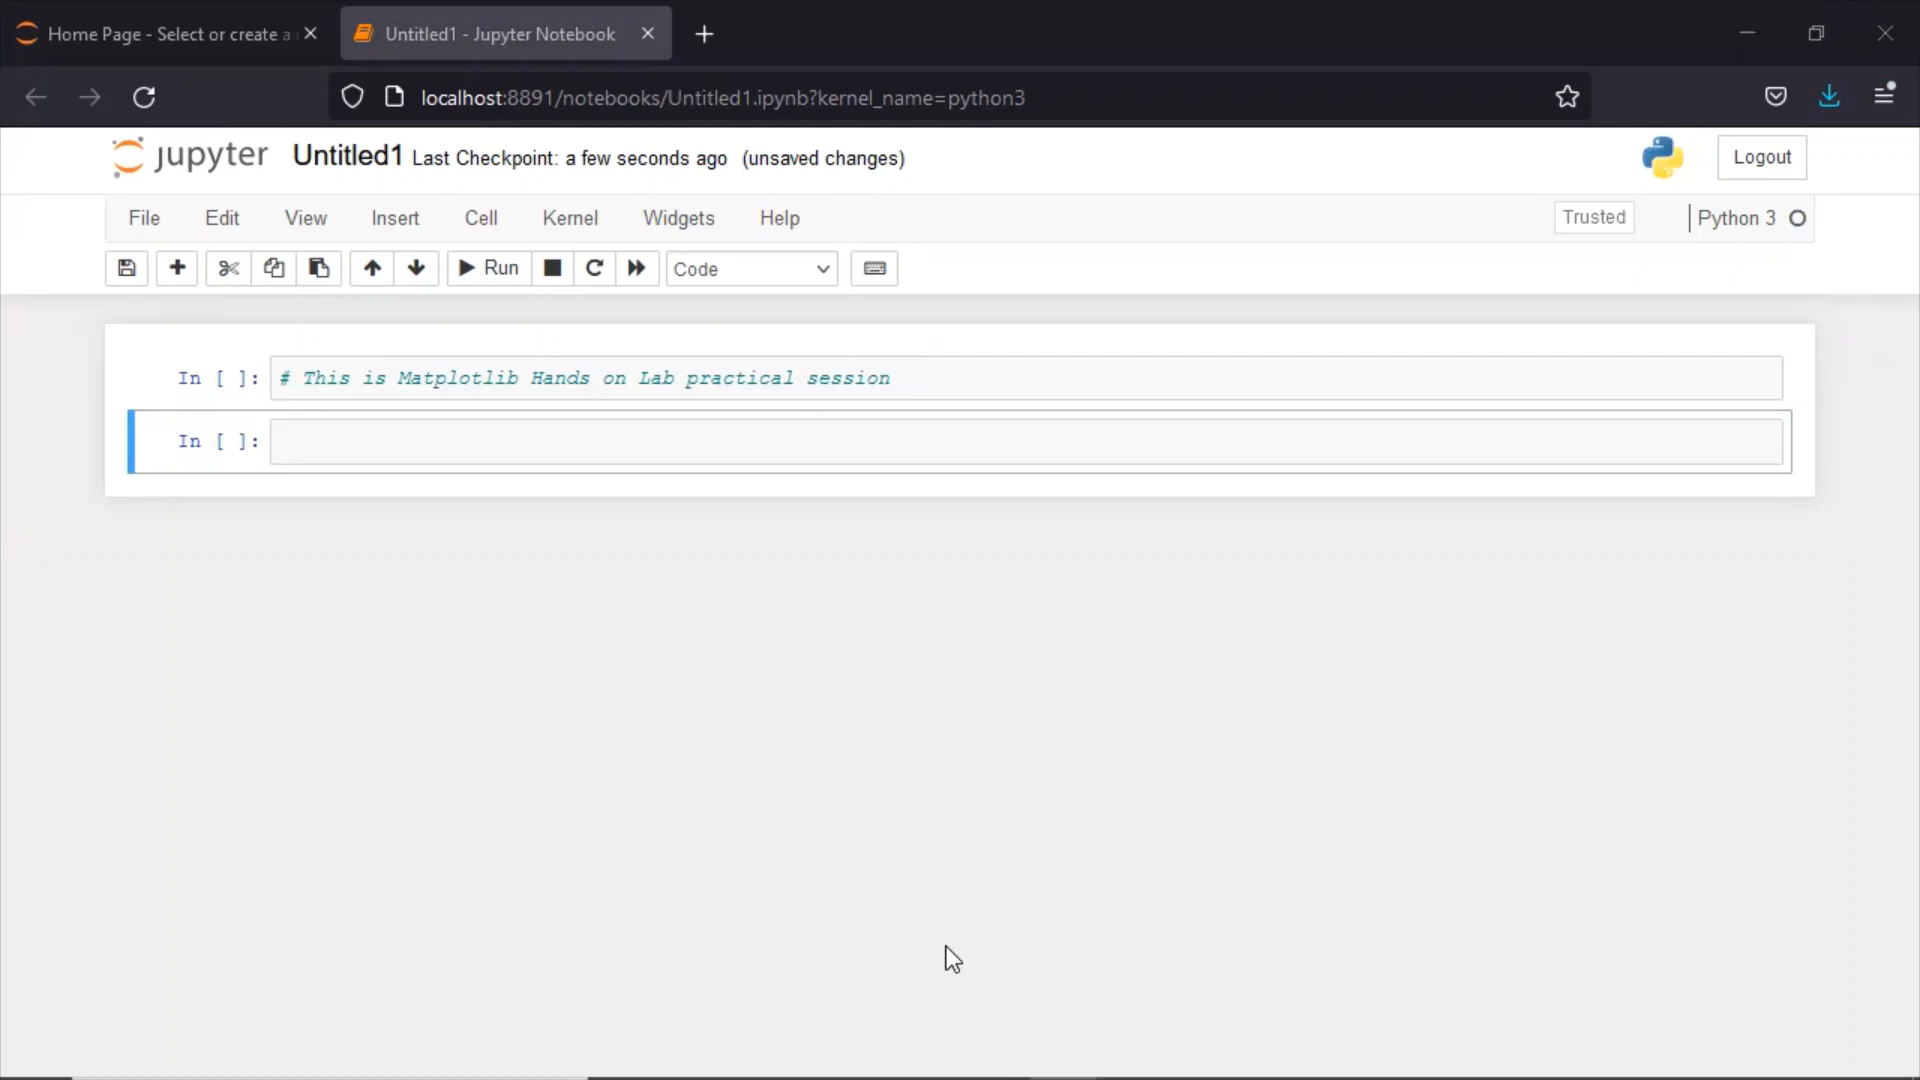 Home Page - Select or create a
Untitled1 - Jupyter Notebook
localhost:8891/notebooks/Untitled1.ipynb?kernel_name=python3
jupyter Untitled1 Last Checkpoint: a few seconds ago (unsaved changes)
Logout
File Edit View Insert Cell Kernel Widgets Help
Trusted
Python 3
Run
Code
In [ ]: # This is Matplotlib Hands on Lab practical session
In [ ]: